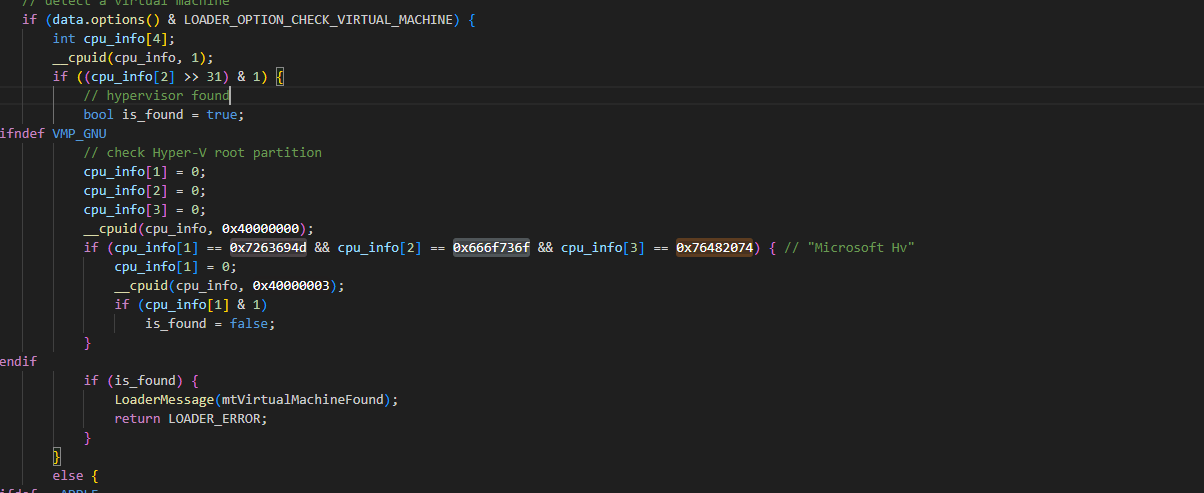 // detect a virtual machine
if (data.options() & LOADER_OPTION_CHECK_VIRTUAL_MACHINE) {
int cpu_info[4];
__cpuid(cpu_info, 1);
if ((cpu_info[2] >> 31) & 1) {
// hypervisor found
bool is_found = true;
ifndef VMP_GNU
// check Hyper-V root partition
cpu_info[1] = 0;
cpu_info[2] = 0;
cpu_info[3] = 0;
__cpuid(cpu_info, 0x40000000);
if (cpu_info[1] == 0x7263694d && cpu_info[2] == 0x666f736f && cpu_info[3] == 0x76482074) { // "Microsoft Hv"
cpu_info[1] = 0;
__cpuid(cpu_info, 0x40000003);
if (cpu_info[1] & 1)
is_found = false;
}
endif
if (is_found) {
LoaderMessage(mtVirtualMachineFound);
return LOADER_ERROR;
}
}
else {
ifdef __APPLE